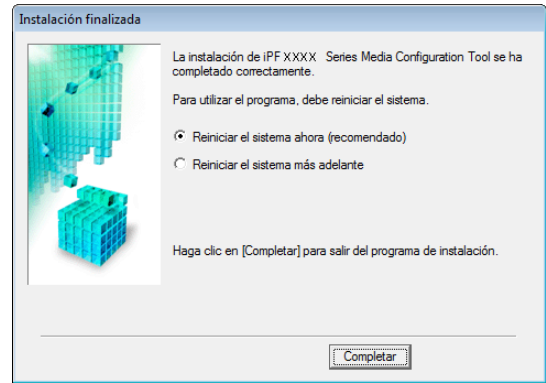 Instalación finalizada
La instalación de iPF XXXX Series Media Configuration Tool se ha
completado correctamente.
Para utilizar el programa, debe reiniciar el sistema.
Reiniciar el sistema ahora (recomendado)
Reiniciar el sistema más adelante
Haga clic en [Completar] para salir del programa de instalación.
Completar